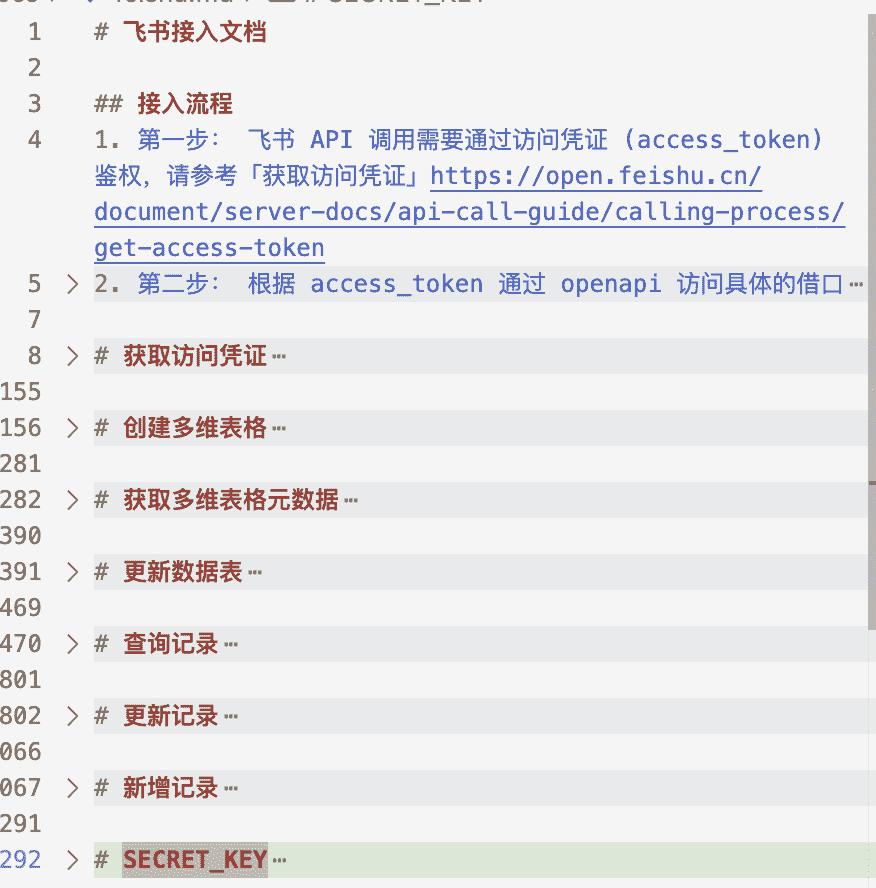 1 # 飞书接入文档
2
3 ## 接入流程
4 1. 第一步： 飞书 API 调用需要通过访问凭证 (access_token)
鉴权，请参考「获取访问凭证」https://open.feishu.cn/
document/server-docs/api-call-guide/calling-process/
get-access-token
5 > 2. 第二步： 根据 access_token 通过 openapi 访问具体的借口…
7
8 > # 获取访问凭证…
155
156 > # 创建多维表格…
281
282 > # 获取多维表格元数据…
390
391 > # 更新数据表…
469
470 > # 查询记录…
801
802 > # 更新记录…
066
067 > # 新增记录…
291
292 > # SECRET_KEY…